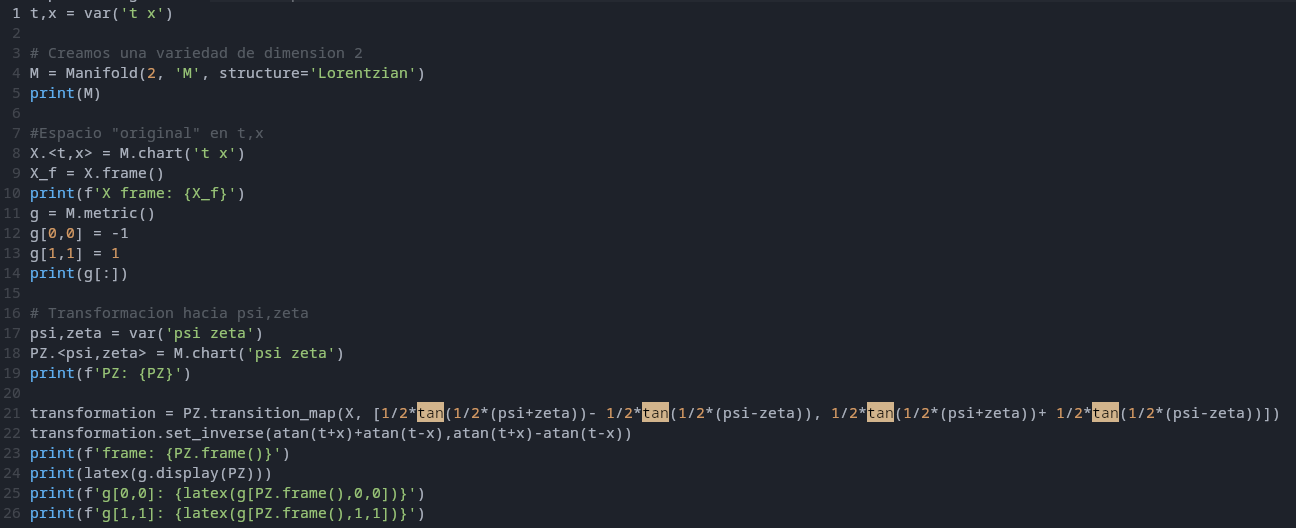 1 t,x = var('t x')
2
3 # Creamos una variedad de dimension 2
4 M = Manifold(2, 'M', structure='Lorentzian')
5 print(M)
6
7 #Espacio "original" en t,x
8 X.<t,x> = M.chart('t x')
9 X_f = X.frame()
10 print(f'X frame: {X_f}')
11 g = M.metric()
12 g[0,0] = -1
13 g[1,1] = 1
14 print(g[:])
15
16 # Transformacion hacia psi,zeta
17 psi,zeta = var('psi zeta')
18 PZ.<psi,zeta> = M.chart('psi zeta')
19 print(f'PZ: {PZ}')
20
21 transformation = PZ.transition_map(X, [1/2*tan(1/2*(psi+zeta))- 1/2*tan(1/2*(psi-zeta)), 1/2*tan(1/2*(psi+zeta))+ 1/2*tan(1/2*(psi-zeta))])
22 transformation.set_inverse(atan(t+x)+atan(t-x),atan(t+x)-atan(t-x))
23 print(f'frame: {PZ.frame()}')
24 print(latex(g.display(PZ)))
25 print(f'g[0,0]: {latex(g[PZ.frame(),0,0])}')
26 print(f'g[1,1]: {latex(g[PZ.frame(),1,1])}')